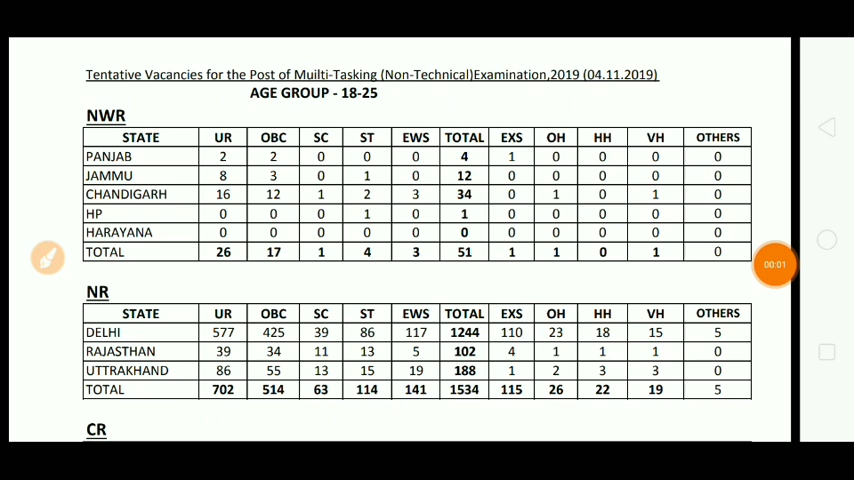 Tentative Vacancies for the Post of Muilti-Tasking (Non-Technical)Examination,2019 (04.11.2019)
AGE GROUP - 18-25
NWR
STATE UR OBC SC ST EWS TOTAL EXS OH HH VH OTHERS
PANJAB 2 2 0 0 0 4 1 0 0 0 0
JAMMU 8 3 0 1 0 12 0 0 0 0 0
CHANDIGARH 16 12 1 2 3 34 0 1 0 1 0
HP 0 0 0 1 0 1 0 0 0 0 0
HARAYANA 0 0 0 0 0 0 0 0 0 0 0
TOTAL 26 17 1 4 3 51 1 1 0 1 0
00:01
NR
STATE UR OBC SC ST EWS TOTAL EXS OH HH VH OTHERS
DELHI 577 425 39 86 117 1244 110 23 18 15 5
RAJASTHAN 39 34 11 13 5 102 4 1 1 1 0
UTTRAKHAND 86 55 13 15 19 188 1 2 3 3 0
TOTAL 702 514 63 114 141 1534 115 26 22 19 5
CR